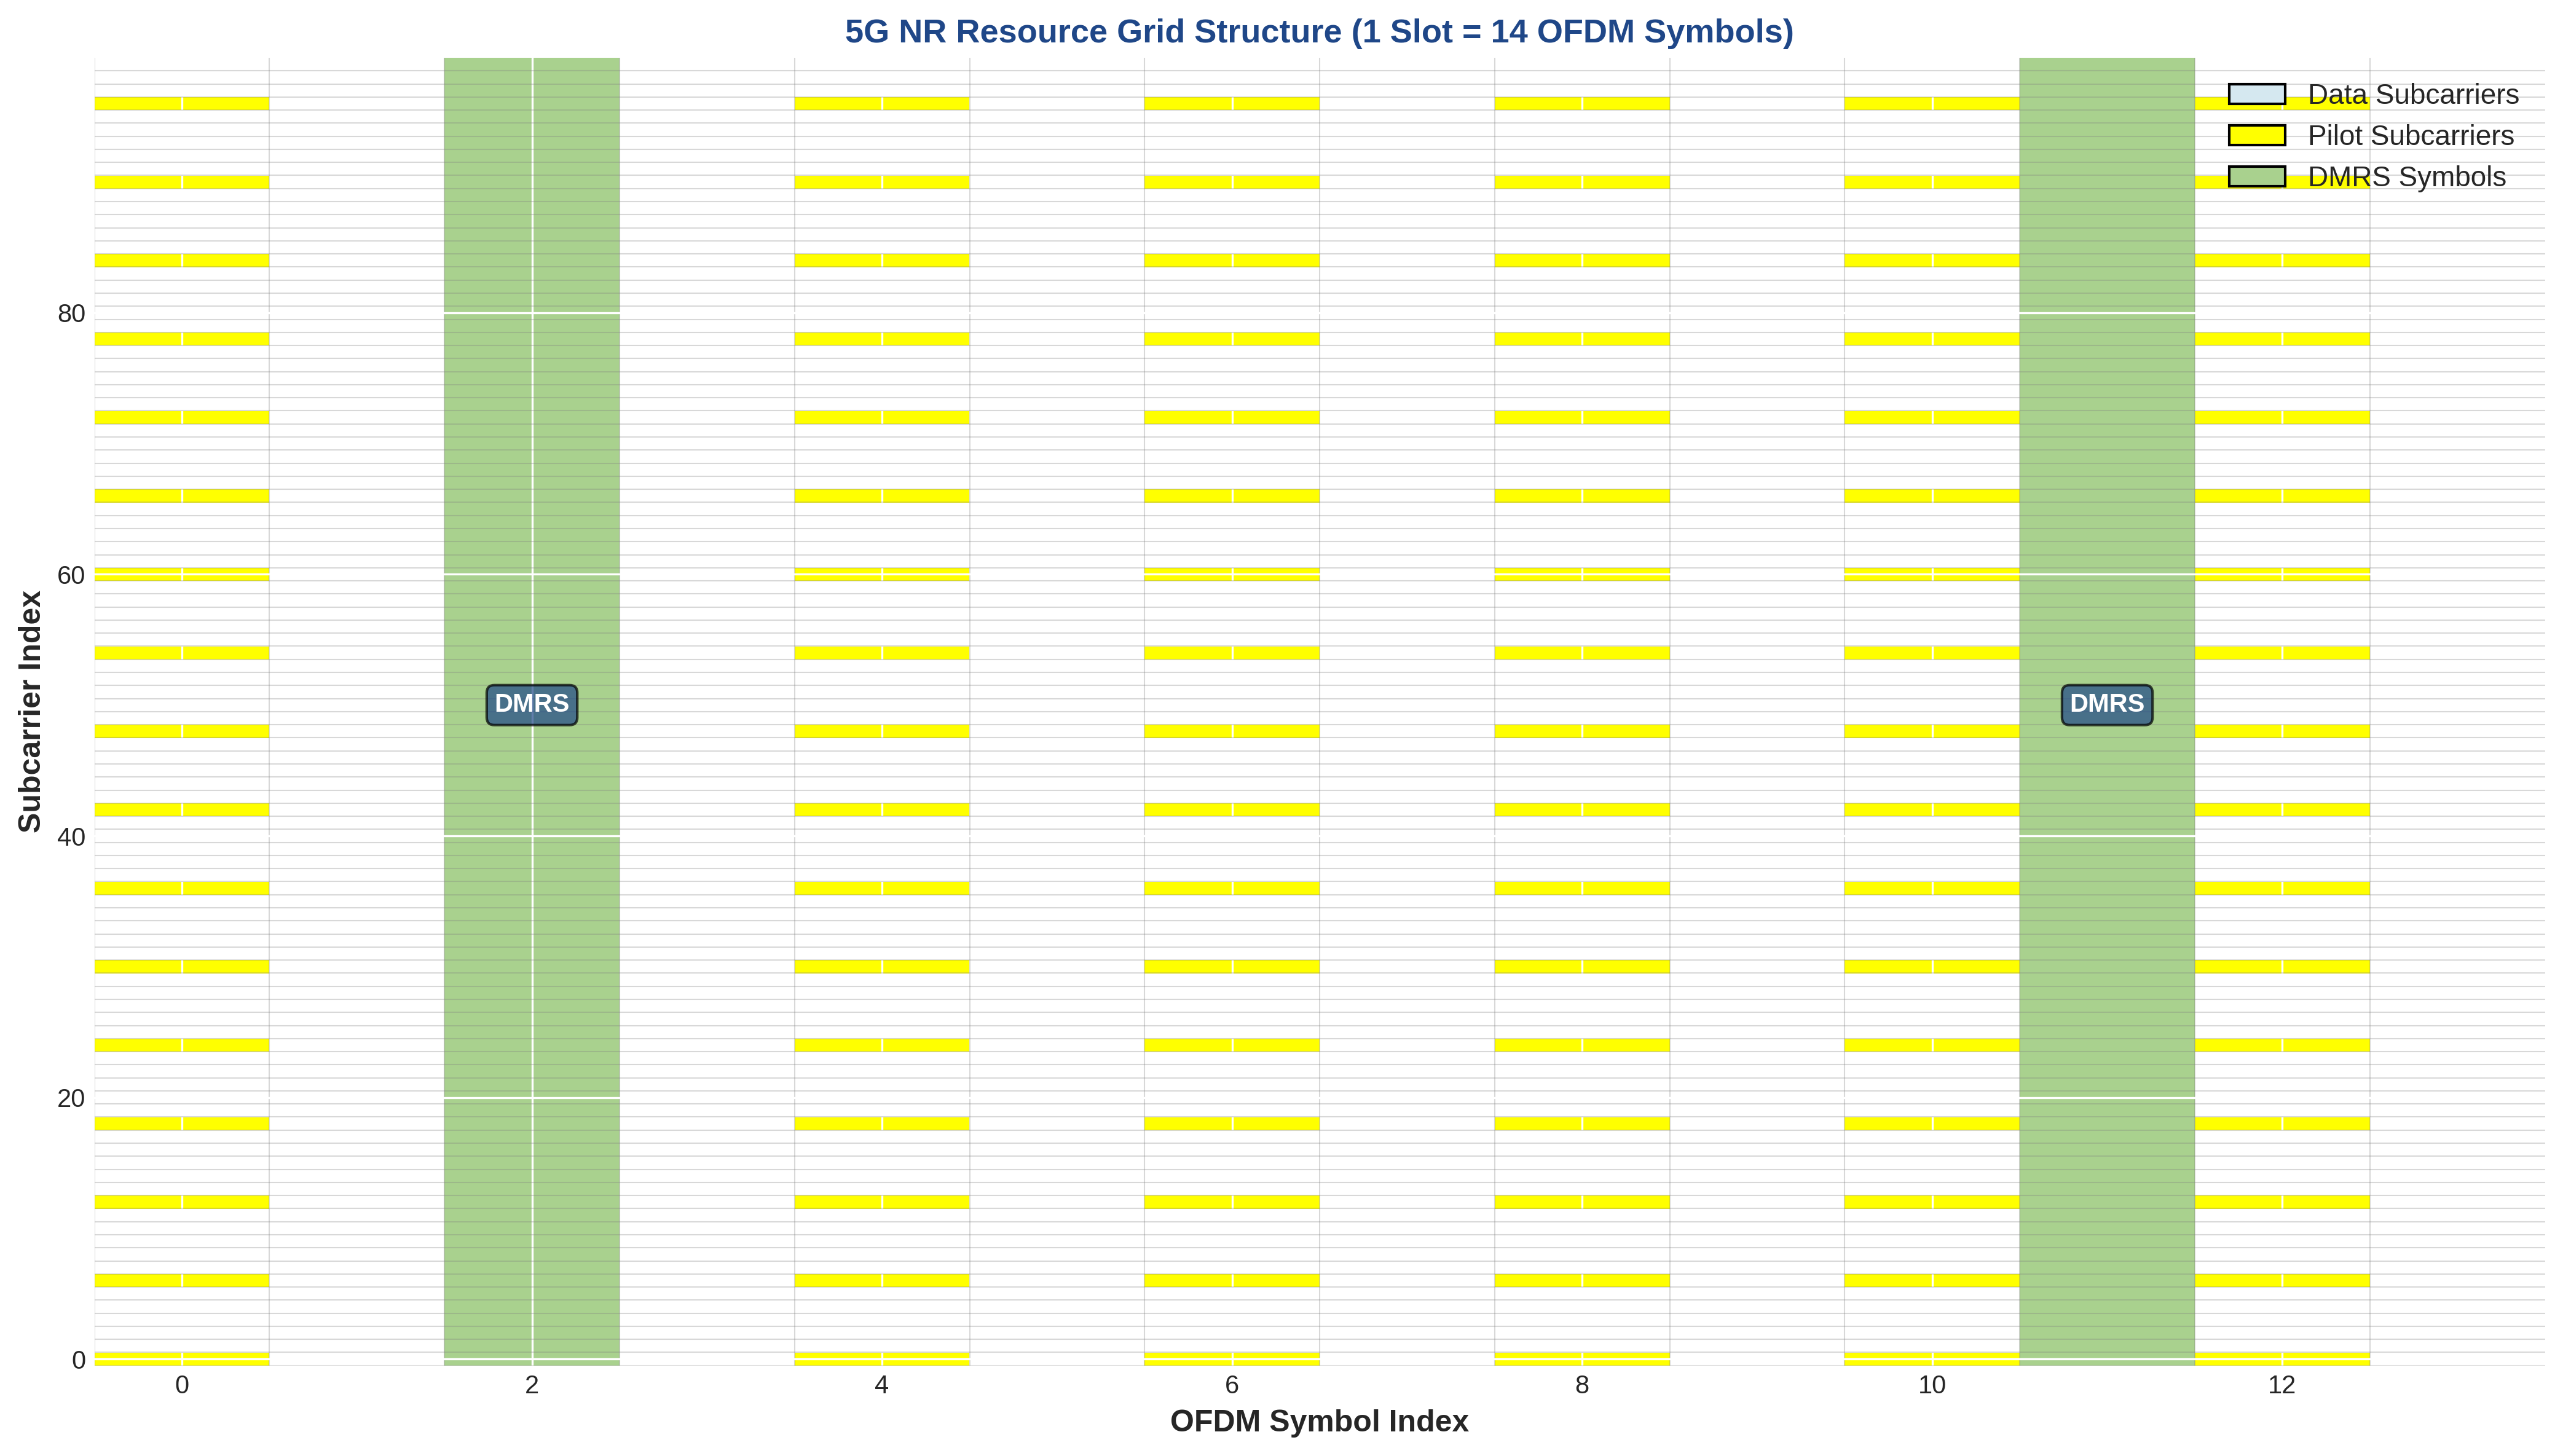 5G NR Resource Grid Structure (1 Slot = 14 OFDM Symbols)
Data Subcarriers
Pilot Subcarriers
DMRS Symbols
80
60
40
20
0
Subcarrier Index
DMRS
DMRS
0 2 4 6 8 10 12
OFDM Symbol Index